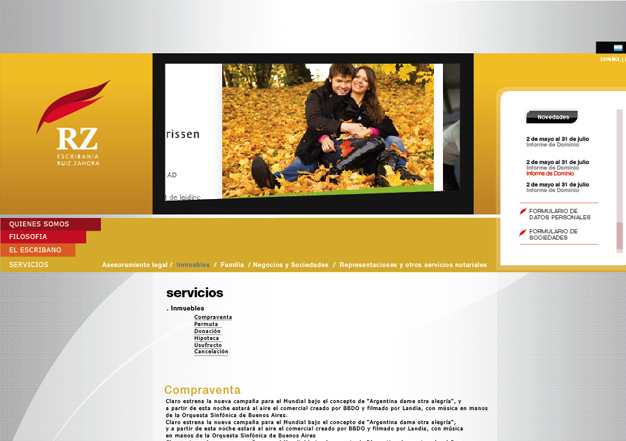 ESPAÑOL |
RZ
ESCRIBANIA
RUIZ ZAHORA
rissen
AD
Novedades
2 de mayo al 31 de julio
Informe de Dominio
2 de mayo al 31 de julio
Informe de Dominio
Informe de Dominio
2 de mayo al 31 de julio
FORMULARIO DE
DATOS PERSONALES
FORMULARIO DE
SOCIEDADES
QUIENES SOMOS
FILOSOFIA
EL ESCRIBANO
SERVICIOS
Asesoramiento legal / Inmuebles / Familia / Negocios y Sociedades / Representaciones y otros servicios notariales
servicios
. Inmuebles
Compraventa
Permuta
Donación
Hipoteca
Usufructo
Cancelación
Compraventa
Claro estrena la nueva campaña para el Mundial bajo el concepto de "Argentina dame otra alegría", y
a partir de esta noche estará al aire el comercial creado por BBDO y filmado por Landia, con música en manos
de la Orquesta Sinfónica de Buenos Aires.
Claro estrena la nueva campaña para el Mundial bajo el concepto de "Argentina dame otra alegría",
y a partir de esta noche estará al aire el comercial creado por BBDO y filmado por Landia, con música
en manos de la Orquesta Sinfónica de Buenos Aires